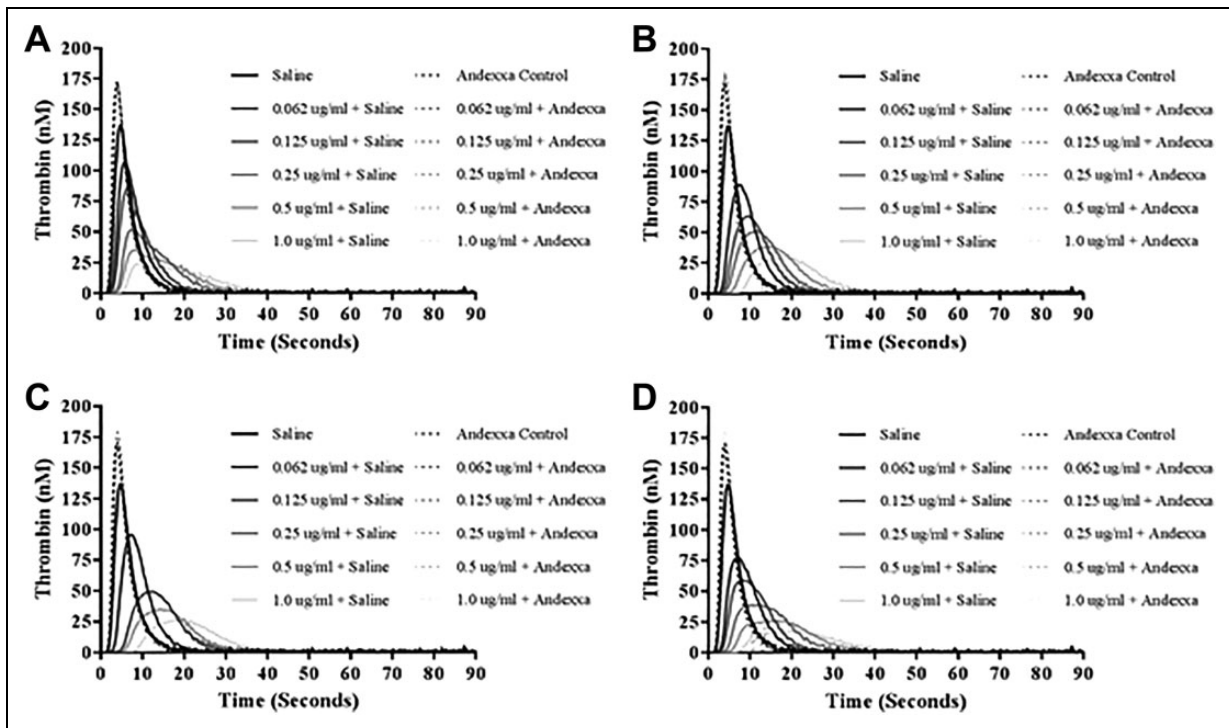 A
200
175
150
125
100
75
50
25
0
Thrombin (nM)
Saline
Andexxa Control
0.062 ug/ml + Saline
0.062 ug/ml + Andexxa
0.125 ug/ml + Saline
0.125 ug/ml + Andexxa
0.25 ug/ml + Saline
0.25 ug/ml + Andexxa
0.5 ug/ml + Saline
0.5 ug/ml + Andexxa
1.0 ug/ml + Saline
1.0 ug/ml + Andexxa
0 10 20 30 40 50 60 70 80 90
Time (Seconds)
B
200
175
150
125
100
75
50
25
0
Thrombin (nM)
Saline
Andexxa Control
0.062 ug/ml + Saline
0.062 ug/ml + Andexxa
0.125 ug/ml + Saline
0.125 ug/ml + Andexxa
0.25 ug/ml + Saline
0.25 ug/ml + Andexxa
0.5 ug/ml + Saline
0.5 ug/ml + Andexxa
1.0 ug/ml + Saline
1.0 ug/ml + Andexxa
0 10 20 30 40 50 60 70 80 90
Time (Seconds)
C
200
175
150
125
100
75
50
25
0
Thrombin (nM)
Saline
Andexxa Control
0.062 ug/ml + Saline
0.062 ug/ml + Andexxa
0.125 ug/ml + Saline
0.125 ug/ml + Andexxa
0.25 ug/ml + Saline
0.25 ug/ml + Andexxa
0.5 ug/ml + Saline
0.5 ug/ml + Andexxa
1.0 ug/ml + Saline
1.0 ug/ml + Andexxa
0 10 20 30 40 50 60 70 80 90
Time (Seconds)
D
200
175
150
125
100
75
50
25
0
Thrombin (nM)
Saline
Andexxa Control
0.062 ug/ml + Saline
0.062 ug/ml + Andexxa
0.125 ug/ml + Saline
0.125 ug/ml + Andexxa
0.25 ug/ml + Saline
0.25 ug/ml + Andexxa
0.5 ug/ml + Saline
0.5 ug/ml + Andexxa
1.0 ug/ml + Saline
1.0 ug/ml + Andexxa
0 10 20 30 40 50 60 70 80 90
Time (Seconds)